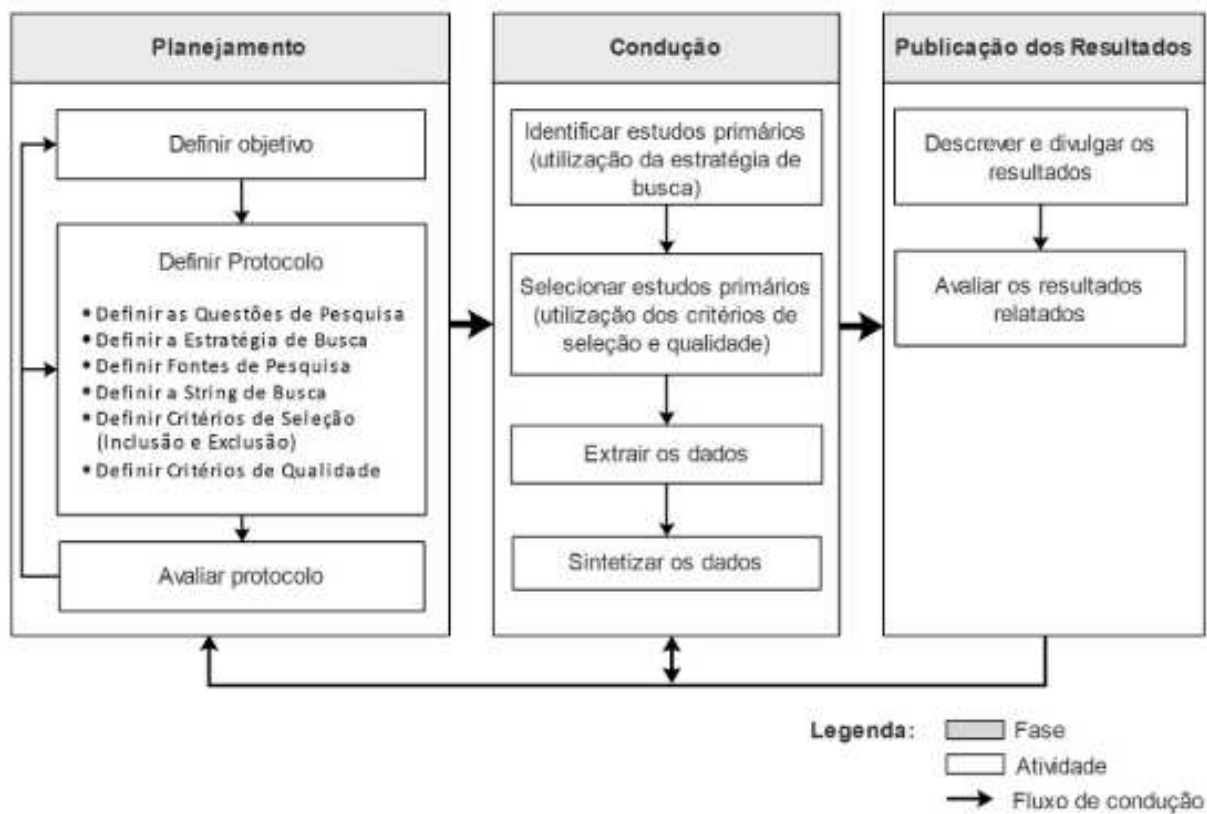 Planejamento
Definir objetivo
Definir Protocolo
• Definir as Questões de Pesquisa
• Definir a Estratégia de Busca
• Definir Fontes de Pesquisa
• Definir a String de Busca
• Definir Critérios de Seleção
(Inclusão e Exclusão)
• Definir Critérios de Qualidade
Avaliar protocolo
Condução
Identificar estudos primários
(utilização da estratégia de
busca)
Selecionar estudos primários
(utilização dos critérios de
seleção e qualidade)
Extrair os dados
Sintetizar os dados
Publicação dos Resultados
Descrever e divulgar os
resultados
Avaliar os resultados
relatados
Legenda:
Fase
Atividade
Fluxo de condução